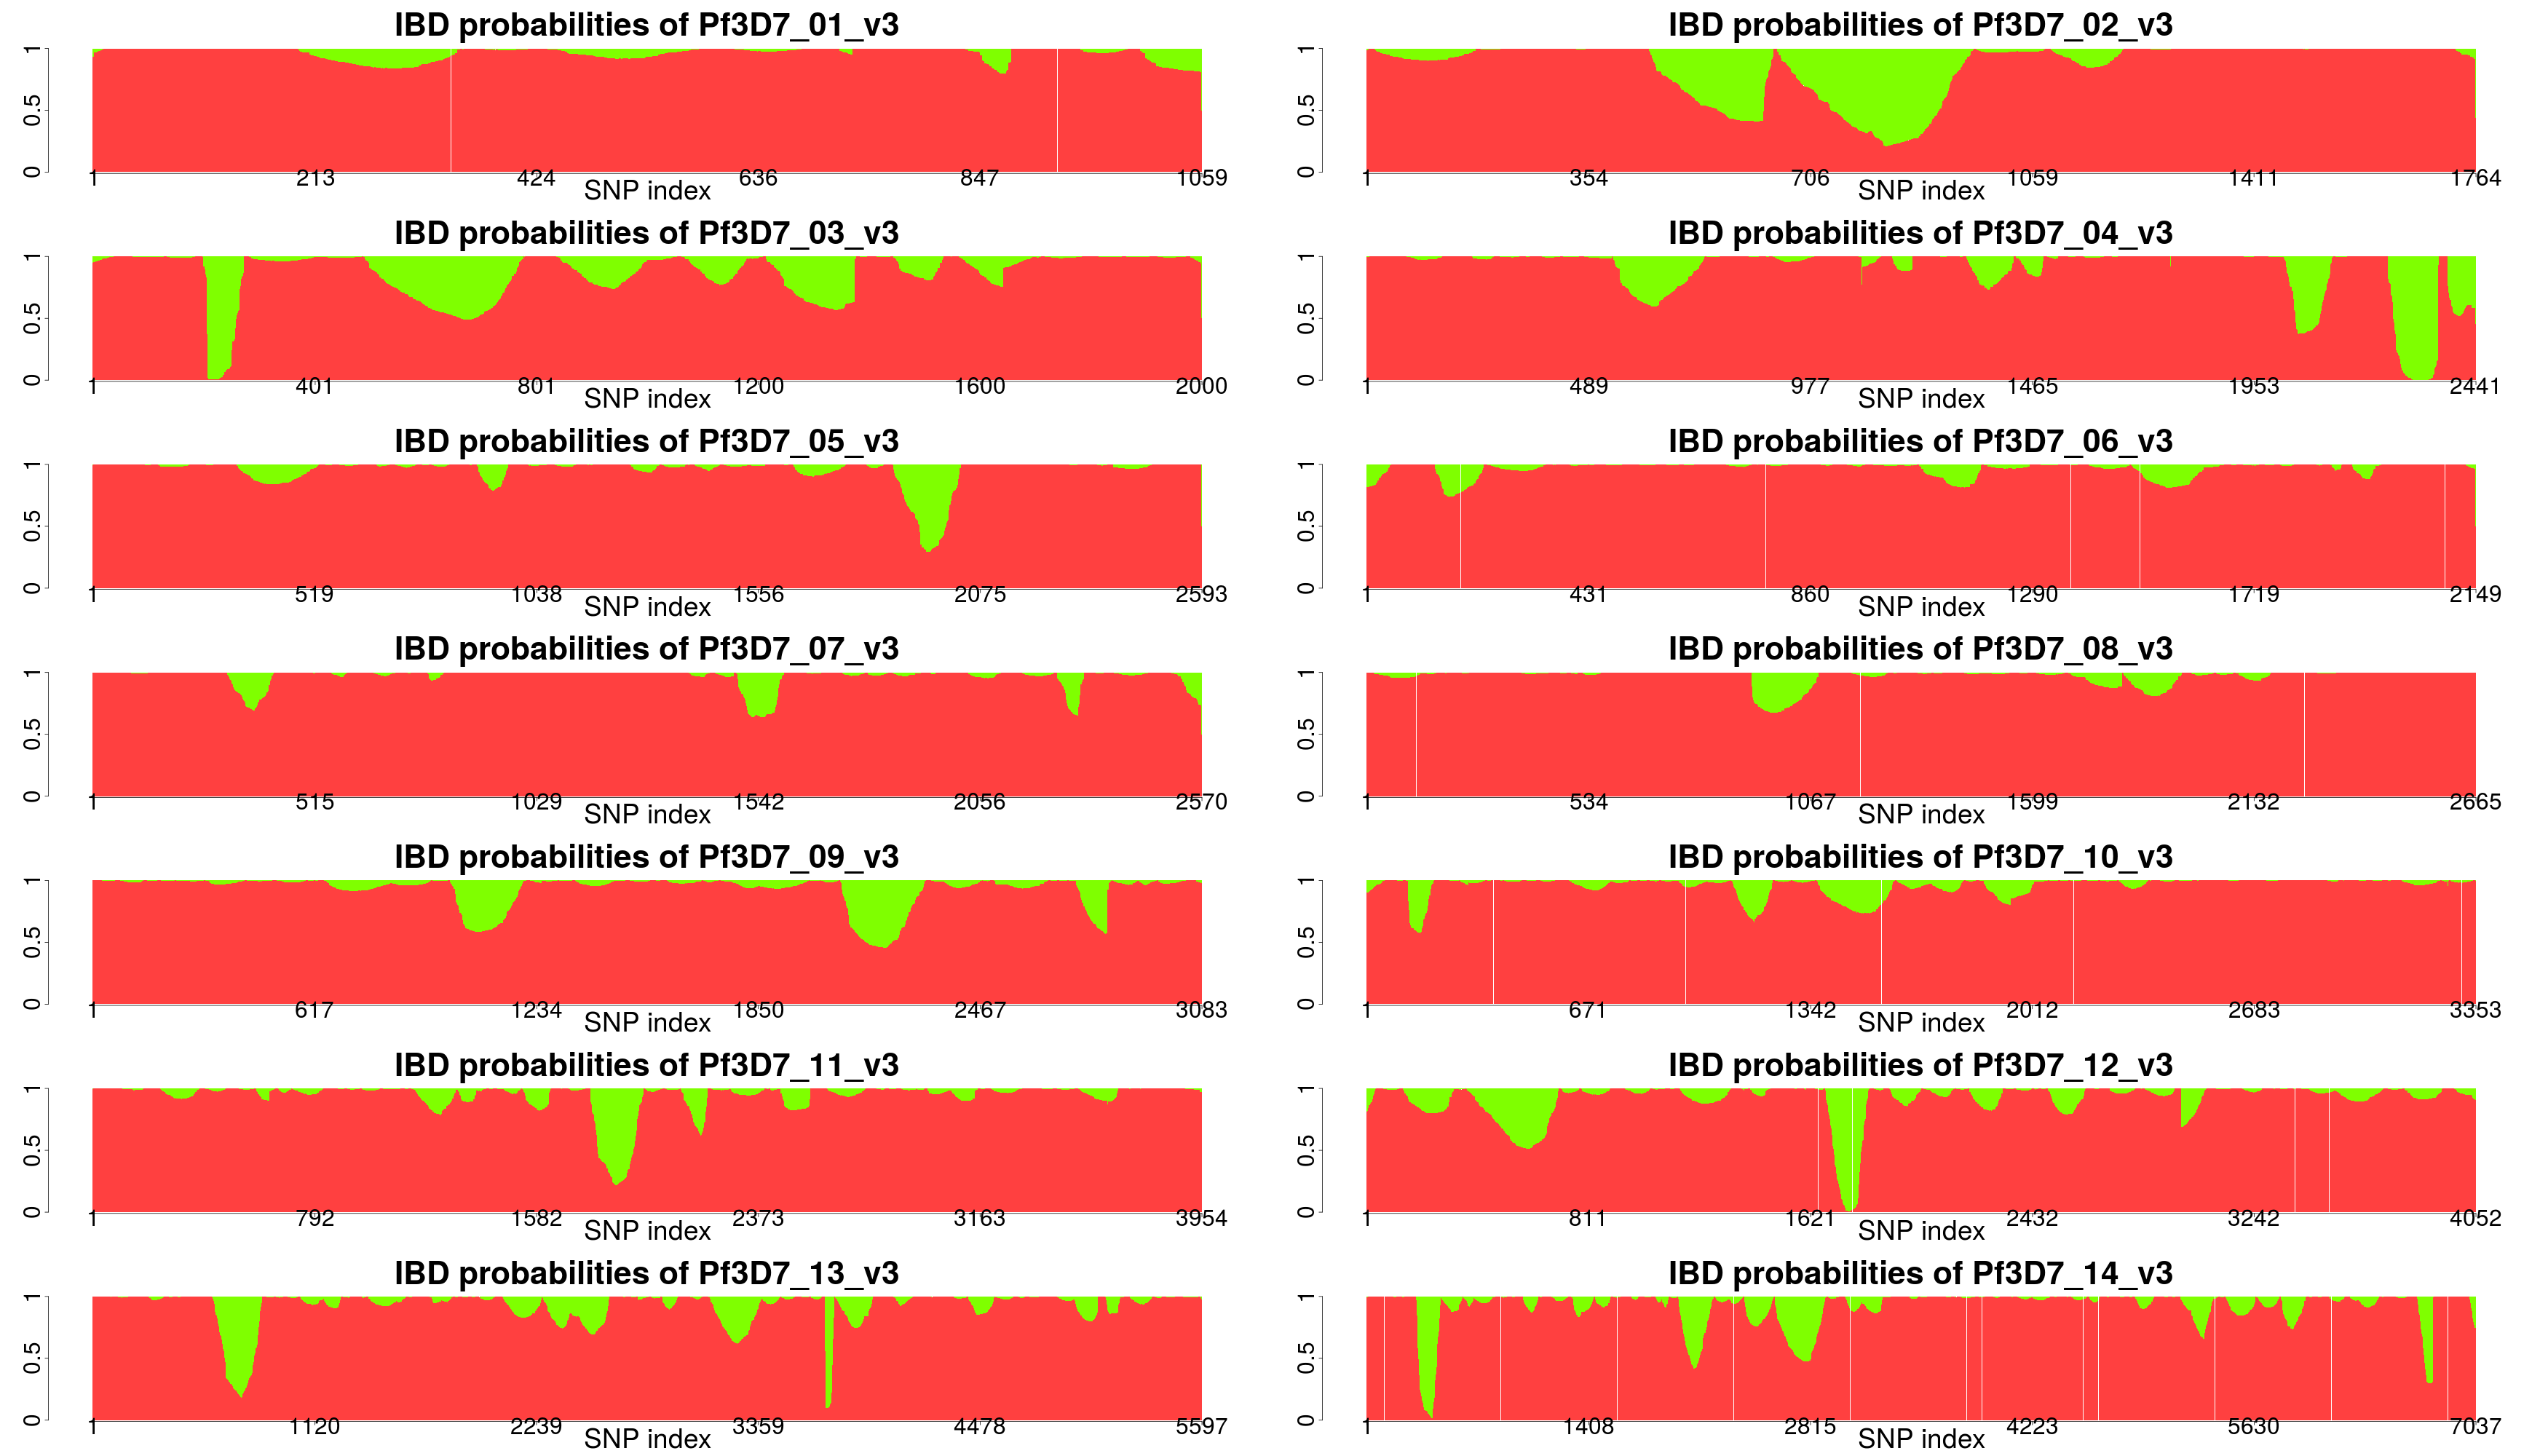 IBD probabilities of Pf3D7_01_v3
0 0.5 1
1 213 424 636 847 1059
SNP index
IBD probabilities of Pf3D7_02_v3
0 0.5 1
1 354 706 1059 1411 1764
SNP index
IBD probabilities of Pf3D7_03_v3
0 0.5 1
1 401 801 1200 1600 2000
SNP index
IBD probabilities of Pf3D7_04_v3
0 0.5 1
1 489 977 1465 1953 2441
SNP index
IBD probabilities of Pf3D7_05_v3
0 0.5 1
1 519 1038 1556 2075 2593
SNP index
IBD probabilities of Pf3D7_06_v3
0 0.5 1
1 431 860 1290 1719 2149
SNP index
IBD probabilities of Pf3D7_07_v3
0 0.5 1
1 515 1029 1542 2056 2570
SNP index
IBD probabilities of Pf3D7_08_v3
0 0.5 1
1 534 1067 1599 2132 2665
SNP index
IBD probabilities of Pf3D7_09_v3
0 0.5 1
1 617 1234 1850 2467 3083
SNP index
IBD probabilities of Pf3D7_10_v3
0 0.5 1
1 671 1342 2012 2683 3353
SNP index
IBD probabilities of Pf3D7_11_v3
0 0.5 1
1 792 1582 2373 3163 3954
SNP index
IBD probabilities of Pf3D7_12_v3
0 0.5 1
1 811 1621 2432 3242 4052
SNP index
IBD probabilities of Pf3D7_13_v3
0 0.5 1
1 1120 2239 3359 4478 5597
SNP index
IBD probabilities of Pf3D7_14_v3
0 0.5 1
1 1408 2815 4223 5630 7037
SNP index